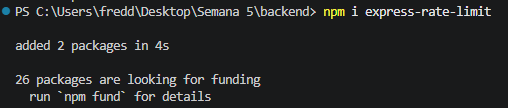 PS C:\Users\fredd\Desktop\Semana 5\backend> npm i express-rate-limit
added 2 packages in 4s
26 packages are looking for funding
  run `npm fund` for details